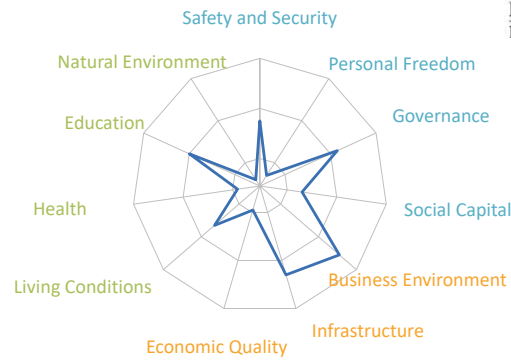 Safety and Security
Natural Environment
Personal Freedom
Education
Governance
Health
Social Capital
Living Conditions
Business Environment
Infrastructure
Economic Quality